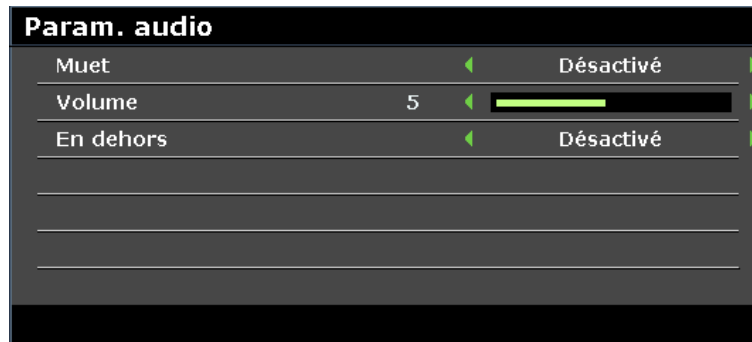 Param. audio
Muet Désactivé
Volume 5
En dehors Désactivé